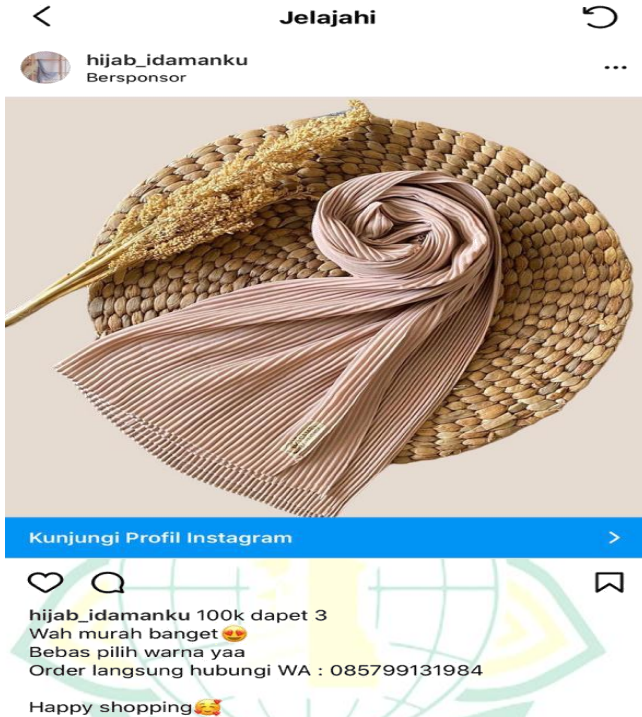 Jelajahi
hijab_idamanku
Bersponsor
Kunjungi Profil Instagram
hijab_idamanku 100k dapet 3
Wah murah banget😍
Bebas pilih warna yaa
Order langsung hubungi WA : 085799131984
Happy shopping🥰